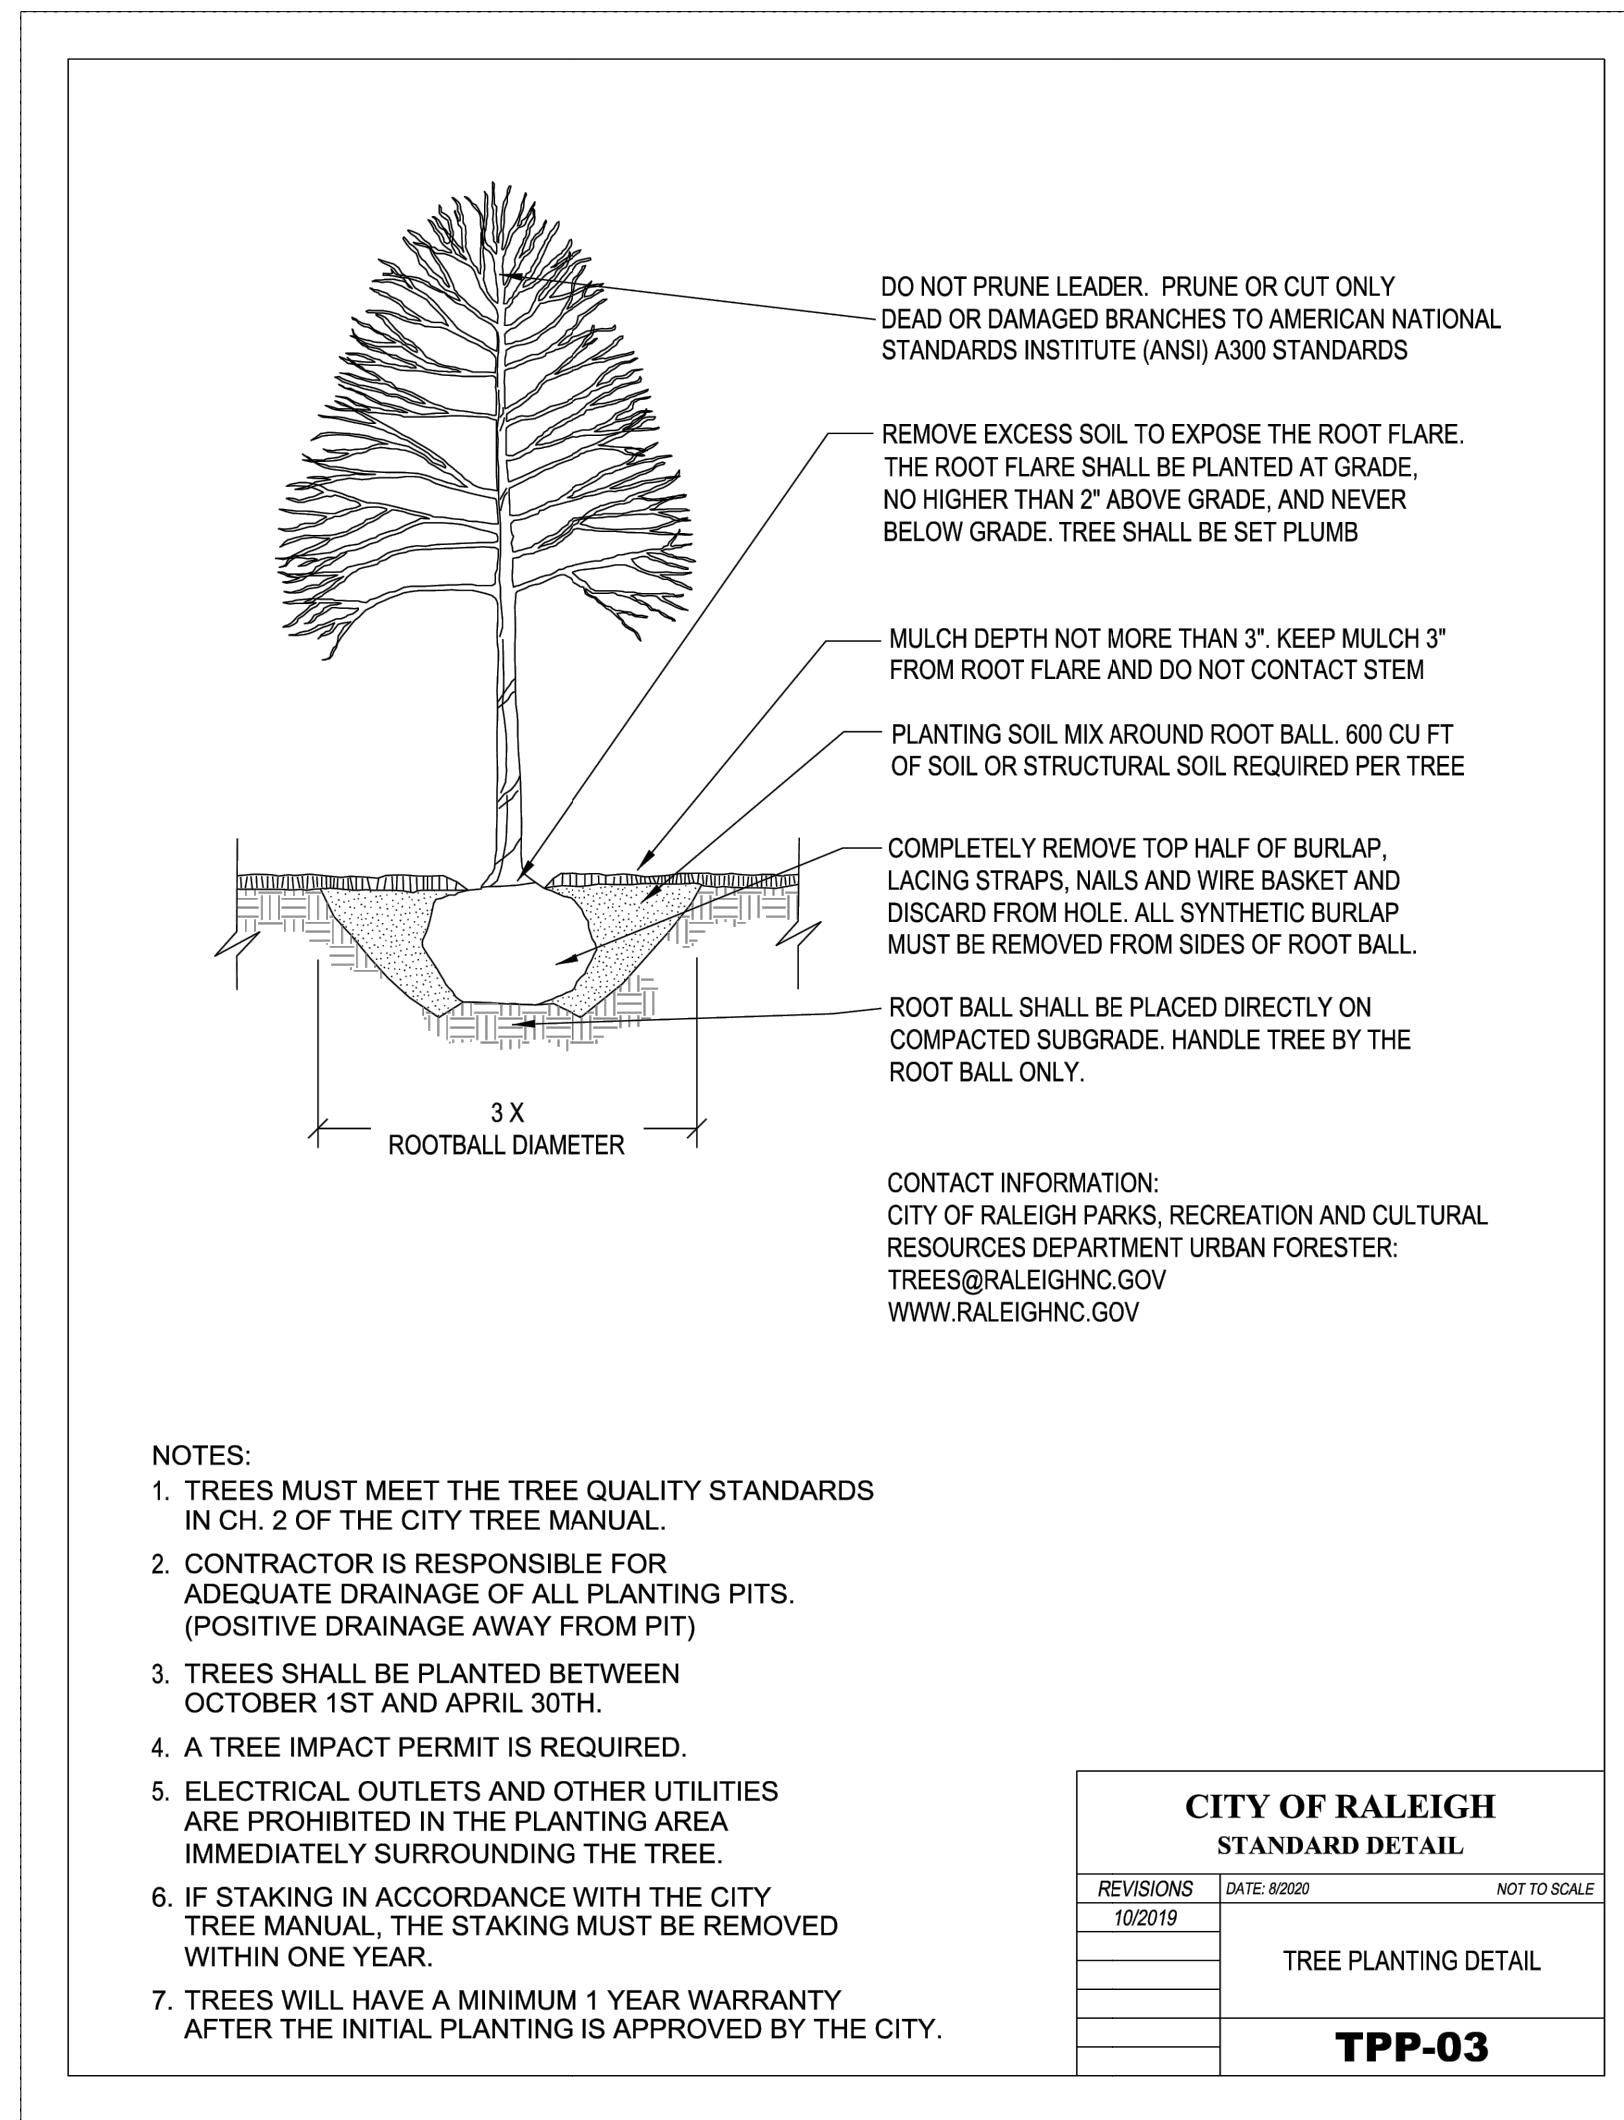 DO NOT PRUNE LEADER. PRUNE OR CUT ONLY
DEAD OR DAMAGED BRANCHES TO AMERICAN NATIONAL
STANDARDS INSTITUTE (ANSI) A300 STANDARDS
REMOVE EXCESS SOIL TO EXPOSE THE ROOT FLARE.
THE ROOT FLARE SHALL BE PLANTED AT GRADE,
NO HIGHER THAN 2" ABOVE GRADE, AND NEVER
BELOW GRADE. TREE SHALL BE SET PLUMB
MULCH DEPTH NOT MORE THAN 3". KEEP MULCH 3"
FROM ROOT FLARE AND DO NOT CONTACT STEM
PLANTING SOIL MIX AROUND ROOT BALL. 600 CU FT
OF SOIL OR STRUCTURAL SOIL REQUIRED PER TREE
COMPLETELY REMOVE TOP HALF OF BURLAP,
LACING STRAPS, NAILS AND WIRE BASKET AND
DISCARD FROM HOLE. ALL SYNTHETIC BURLAP
MUST BE REMOVED FROM SIDES OF ROOT BALL.
ROOT BALL SHALL BE PLACED DIRECTLY ON
COMPACTED SUBGRADE. HANDLE TREE BY THE
ROOT BALL ONLY.
3 X
ROOTBALL DIAMETER
CONTACT INFORMATION:
CITY OF RALEIGH PARKS, RECREATION AND CULTURAL
RESOURCES DEPARTMENT URBAN FORESTER:
TREES@RALEIGHNC.GOV
WWW.RALEIGHNC.GOV
NOTES:
1. TREES MUST MEET THE TREE QUALITY STANDARDS
IN CH. 2 OF THE CITY TREE MANUAL.
2. CONTRACTOR IS RESPONSIBLE FOR
ADEQUATE DRAINAGE OF ALL PLANTING PITS.
(POSITIVE DRAINAGE AWAY FROM PIT)
3. TREES SHALL BE PLANTED BETWEEN
OCTOBER 1ST AND APRIL 30TH.
4. A TREE IMPACT PERMIT IS REQUIRED.
5. ELECTRICAL OUTLETS AND OTHER UTILITIES
ARE PROHIBITED IN THE PLANTING AREA
IMMEDIATELY SURROUNDING THE TREE.
6. IF STAKING IN ACCORDANCE WITH THE CITY
TREE MANUAL, THE STAKING MUST BE REMOVED
WITHIN ONE YEAR.
7. TREES WILL HAVE A MINIMUM 1 YEAR WARRANTY
AFTER THE INITIAL PLANTING IS APPROVED BY THE CITY.
CITY OF RALEIGH
STANDARD DETAIL
REVISIONS
DATE: 8/2020
NOT TO SCALE
10/2019
TREE PLANTING DETAIL
TPP-03